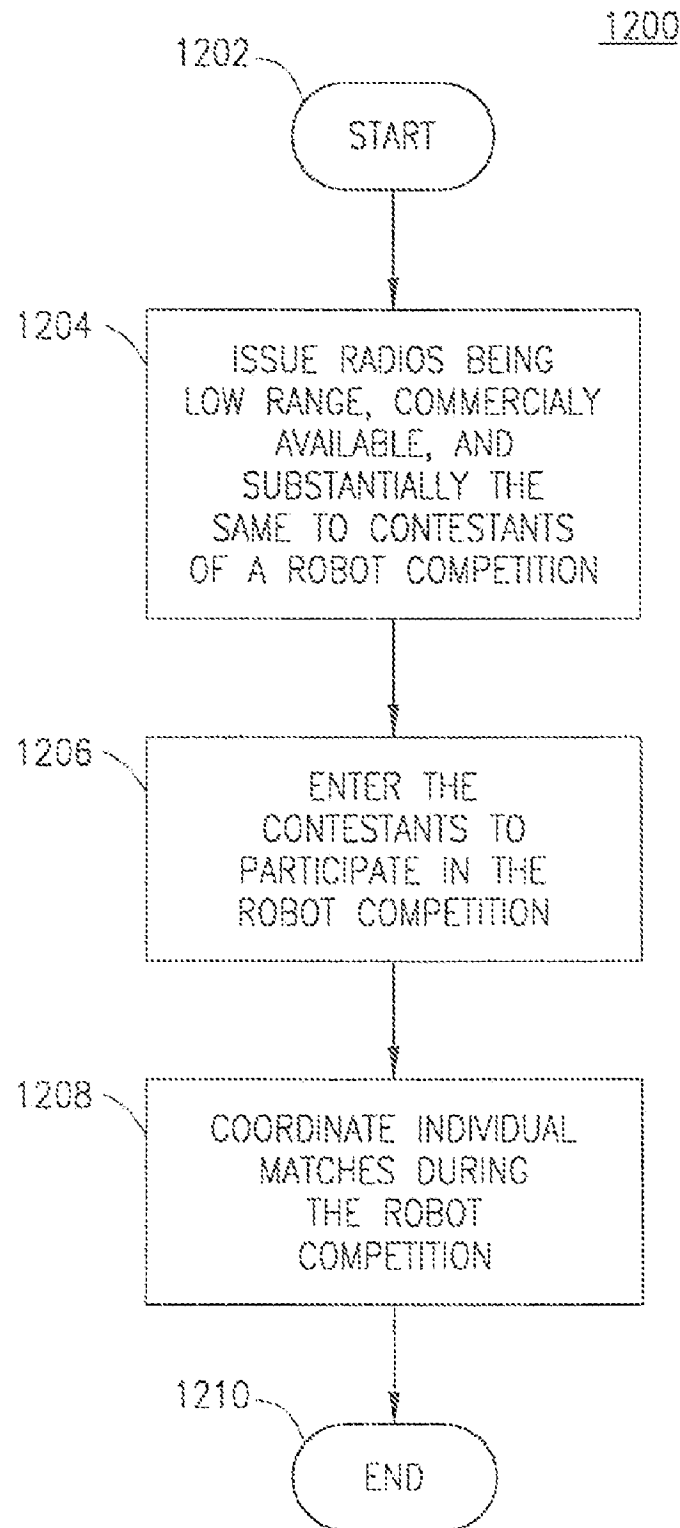 1200
1202
START
1204
ISSUE RADIOS BEING
LOW RANGE, COMMERCIALY
AVAILABLE, AND
SUBSTANTIALLY THE
SAME TO CONTESTANTS
OF A ROBOT COMPETITION
1206
ENTER THE
CONTESTANTS TO
PARTICIPATE IN THE
ROBOT COMPETITION
1208
COORDINATE INDIVIDUAL
MATCHES DURING
THE ROBOT
COMPETITION
1210
END